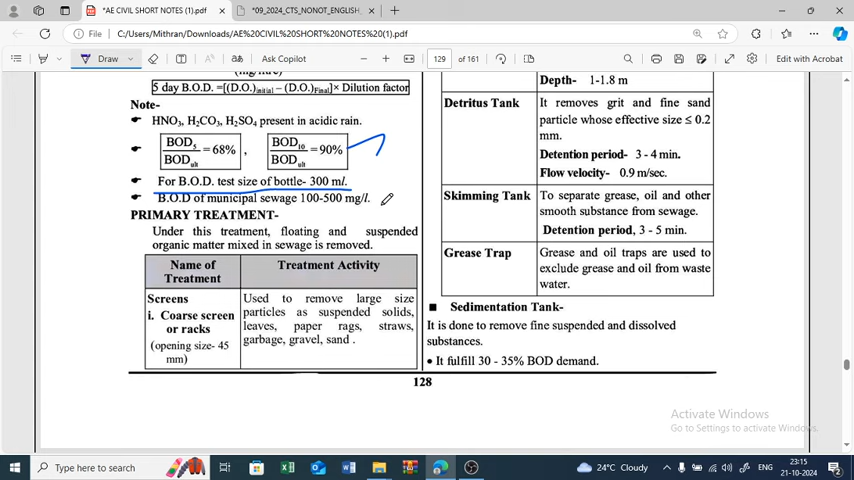 *AE CIVIL SHORT NOTES (1).pdf
*09_2024_CTS_NONOT_ENGLISH_
File
C:/Users/Mithran/Downloads/AE%20CIVIL%20SHORT%20NOTES%20(1).pdf
Draw
Ask Copilot
129 of 161
Edit with Acrobat
(mg/litre)
5 day B.O.D. =[(D.O.)initial – (D.O.)Final]× Dilution factor
Note-
HNO3, H2CO3, H2SO4 present in acidic rain.
BOD5/BODult = 68% , BOD10/BODult = 90%
For B.O.D. test size of bottle- 300 ml.
B.O.D of municipal sewage 100-500 mg/l.
PRIMARY TREATMENT-
Under this treatment, floating and suspended
organic matter mixed in sewage is removed.
Name of Treatment
Treatment Activity
Screens
i. Coarse screen
or racks
(opening size- 45
mm)
Used to remove large size
particles as suspended solids,
leaves, paper rags, straws,
garbage, gravel, sand .
Depth- 1-1.8 m
Detritus Tank
It removes grit and fine sand
particle whose effective size ≤ 0.2
mm.
Detention period- 3 - 4 min.
Flow velocity- 0.9 m/sec.
Skimming Tank
To separate grease, oil and other
smooth substance from sewage.
Detention period, 3 - 5 min.
Grease Trap
Grease and oil traps are used to
exclude grease and oil from waste
water.
Sedimentation Tank-
It is done to remove fine suspended and dissolved
substances.
• It fulfill 30 - 35% BOD demand.
128
Activate Windows
Go to Settings to activate Windows.
Type here to search
24°C Cloudy
ENG
23:15
21-10-2024